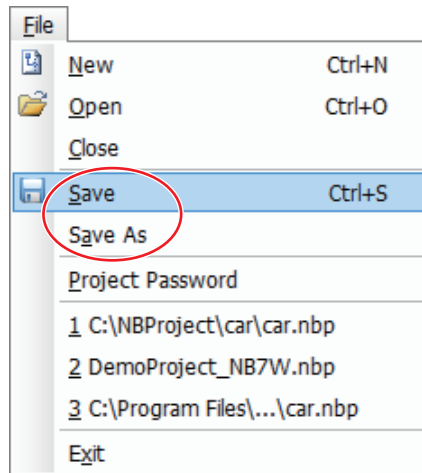 File
New Ctrl+N
Open Ctrl+O
Close
Save Ctrl+S
Save As
Project Password
1 C:\NBProject\car\car.nbp
2 DemoProject_NB7W.nbp
3 C:\Program Files\...\car.nbp
Exit